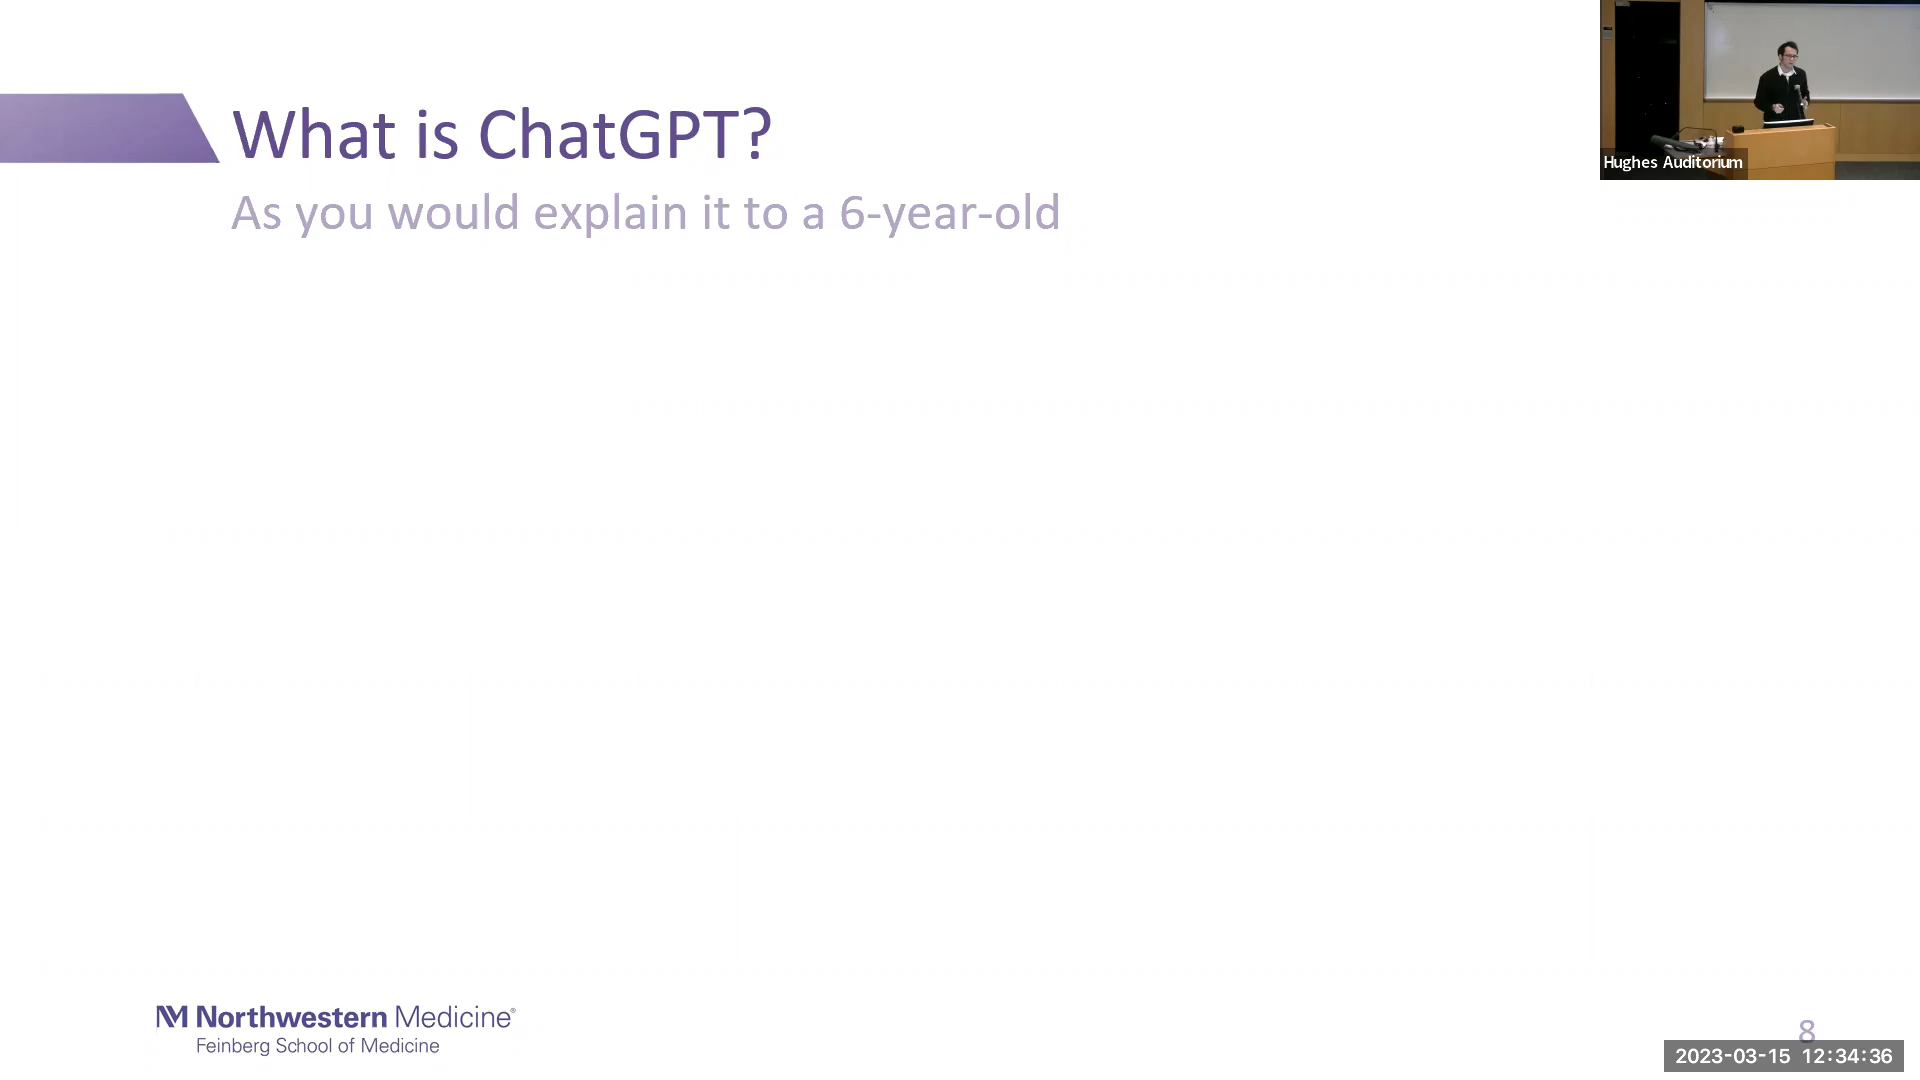 What is ChatGPT?
As you would explain it to a 6-year-old
Hughes Auditorium
NM Northwestern Medicine®
Feinberg School of Medicine
8
2023-03-15 12:34:36